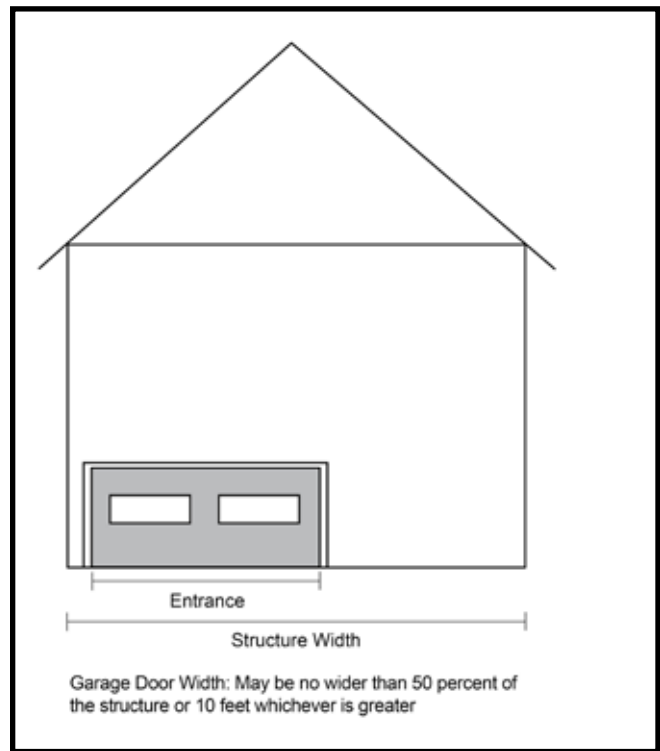 Entrance
Structure Width
Garage Door Width: May be no wider than 50 percent of
the structure or 10 feet whichever is greater